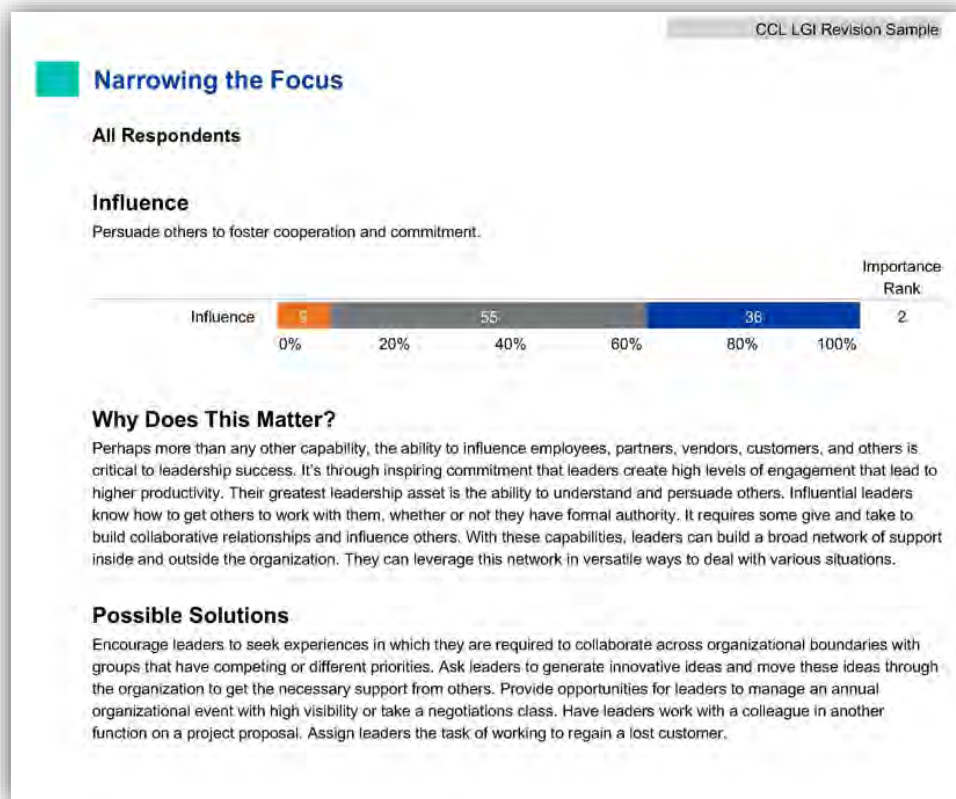 CCL LGI Revision Sample
Narrowing the Focus
All Respondents
Influence
Persuade others to foster cooperation and commitment.
Importance
Rank
Influence 9 55 36 2
0% 20% 40% 60% 80% 100%
Why Does This Matter?
Perhaps more than any other capability, the ability to influence employees, partners, vendors, customers, and others is
critical to leadership success. It's through inspiring commitment that leaders create high levels of engagement that lead to
higher productivity. Their greatest leadership asset is the ability to understand and persuade others. Influential leaders
know how to get others to work with them, whether or not they have formal authority. It requires some give and take to
build collaborative relationships and influence others. With these capabilities, leaders can build a broad network of support
inside and outside the organization. They can leverage this network in versatile ways to deal with various situations.
Possible Solutions
Encourage leaders to seek experiences in which they are required to collaborate across organizational boundaries with
groups that have competing or different priorities. Ask leaders to generate innovative ideas and move these ideas through
the organization to get the necessary support from others. Provide opportunities for leaders to manage an annual
organizational event with high visibility or take a negotiations class. Have leaders work with a colleague in another
function on a project proposal. Assign leaders the task of working to regain a lost customer.